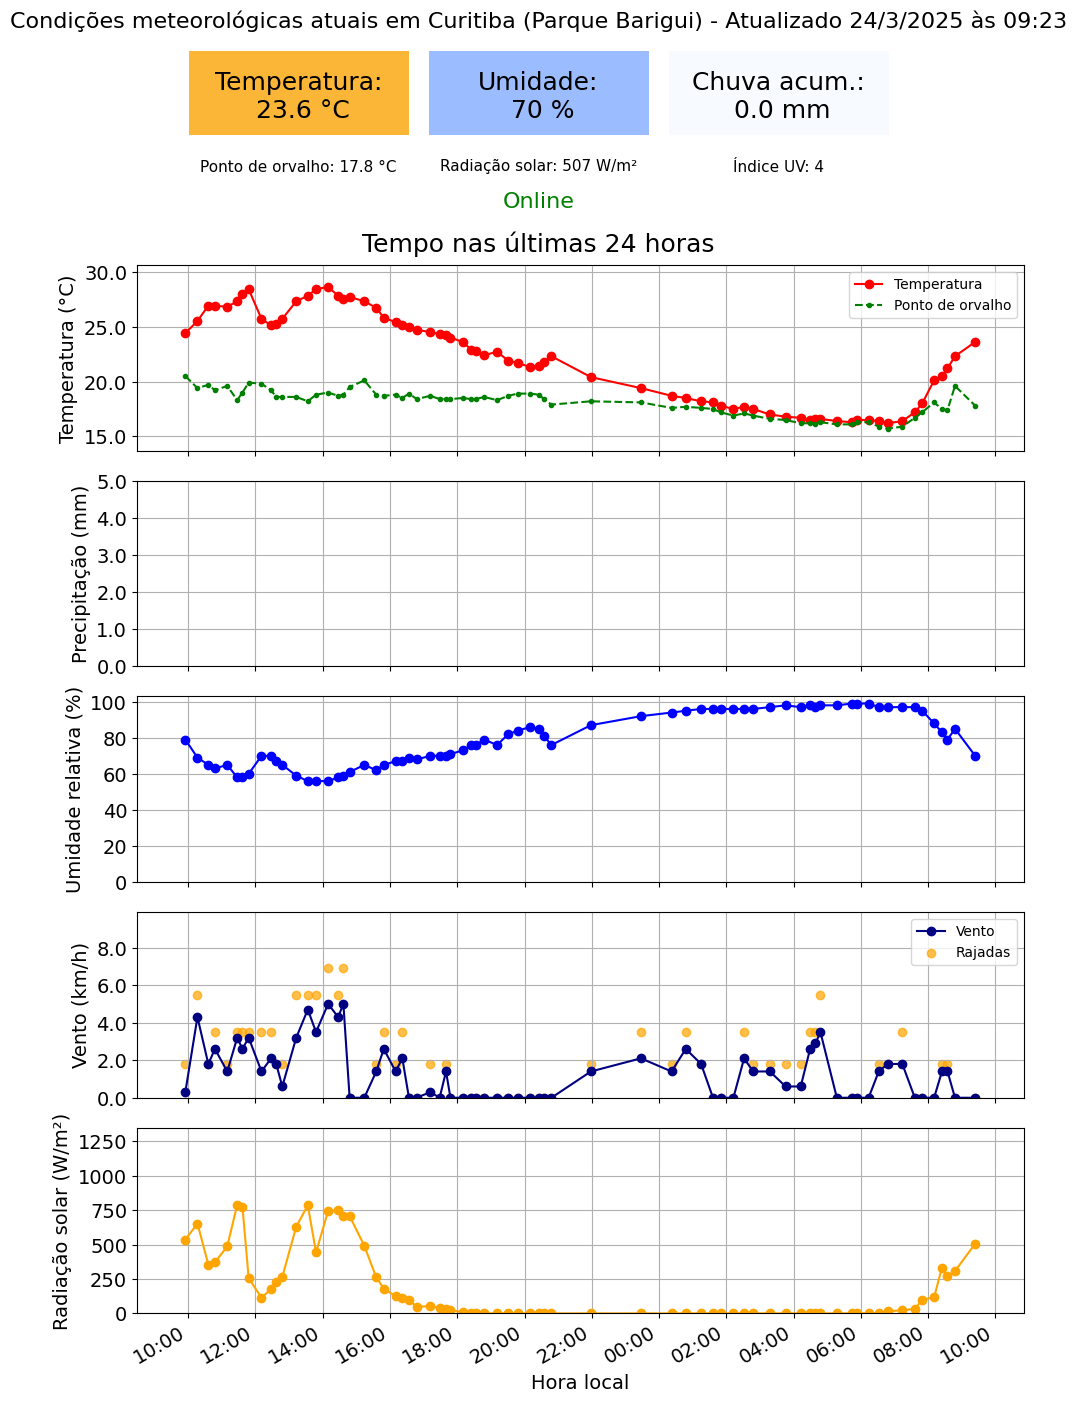 Condições meteorológicas atuais em Curitiba (Parque Barigui) - Atualizado 24/3/2025 às 09:23
Temperatura:
23.6 °C
Umidade:
70 %
Chuva acum.:
0.0 mm
Ponto de orvalho: 17.8 °C
Radiação solar: 507 W/m²
Índice UV: 4
Online
Tempo nas últimas 24 horas
Temperatura (°C)
30.0
25.0
20.0
15.0
Temperatura
Ponto de orvalho
Precipitação (mm)
5.0
4.0
3.0
2.0
1.0
0.0
Umidade relativa (%)
100
80
60
40
20
0
Vento (km/h)
8.0
6.0
4.0
2.0
0.0
Vento
Rajadas
Radiação solar (W/m²)
1250
1000
750
500
250
0
10:00
12:00
14:00
16:00
18:00
20:00
22:00
00:00
02:00
04:00
06:00
08:00
10:00
Hora local